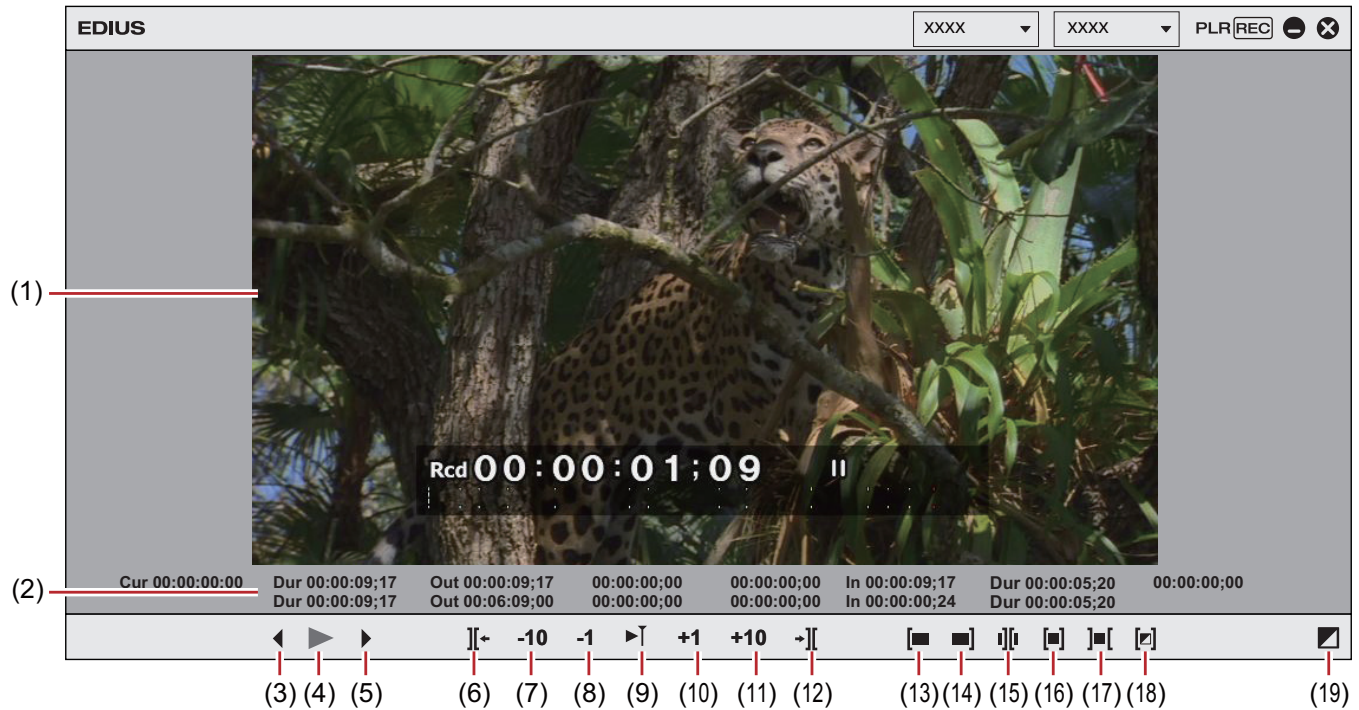 EDIUS XXXX XXXX PLR REC
(1)
Rcd 00:00:01;09
(2)
Cur 00:00:00:00 Dur 00:00:09;17 Out 00:00:09;17 00:00:00;00 00:00:00;00 In 00:00:09;17 Dur 00:00:05;20 00:00:00;00
Dur 00:00:09;17 Out 00:06:09;00 00:00:00;00 00:00:00;00 In 00:00:00;24 Dur 00:00:05;20
-10 -1 +1 +10
(3) (4) (5) (6) (7) (8) (9) (10) (11) (12) (13) (14) (15) (16) (17) (18) (19)